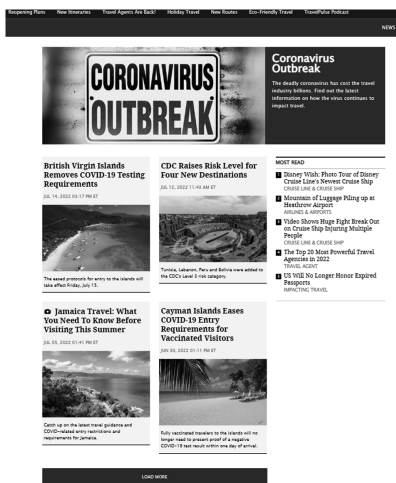 Reopening Plans New Itineraries Travel Agents Are Back! Holiday Travel New Routes Eco-Friendly Travel TravelPulse Podcast
NEWS
CORONAVIRUS
OUTBREAK
Coronavirus
Outbreak
The deadly coronavirus has cost the travel
industry billions. Find out the latest
information on how the virus continues to
impact travel.
British Virgin Islands
Removes COVID-19 Testing
Requirements
JUL 14, 2022 03:17 PM ET
The eased protocols for entry to the islands will
take effect Friday, July 15.
CDC Raises Risk Level for
Four New Destinations
JUL 12, 2022 11:43 AM ET
Tunisia, Lebanon, Peru and Bolivia were added to
the CDC's Level 3 risk category.
Jamaica Travel: What
You Need To Know Before
Visiting This Summer
JUL 05, 2022 01:41 PM ET
Catch up on the latest travel guidance and
COVID-related entry restrictions and
requirements for Jamaica.
Cayman Islands Eases
COVID-19 Entry
Requirements for
Vaccinated Visitors
JUN 30, 2022 01:11 PM ET
Fully vaccinated travelers to the islands will no
longer need to present proof of a negative
COVID-19 test result within one day of arrival.
LOAD MORE
MOST READ
1 Disney Wish: Photo Tour of Disney
Cruise Line's Newest Cruise Ship
CRUISE LINE & CRUISE SHIP
2 Mountain of Luggage Piling up at
Heathrow Airport
AIRLINES & AIRPORTS
3 Video Shows Huge Fight Break Out
on Cruise Ship Injuring Multiple
People
CRUISE LINE & CRUISE SHIP
4 The Top 20 Most Powerful Travel
Agencies in 2022
TRAVEL AGENT
5 US Will No Longer Honor Expired
Passports
IMPACTING TRAVEL